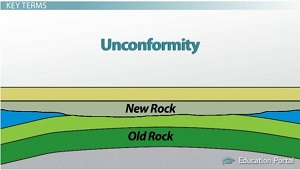 KEY TERMS
Unconformity
New Rock
Old Rock
Education Portal